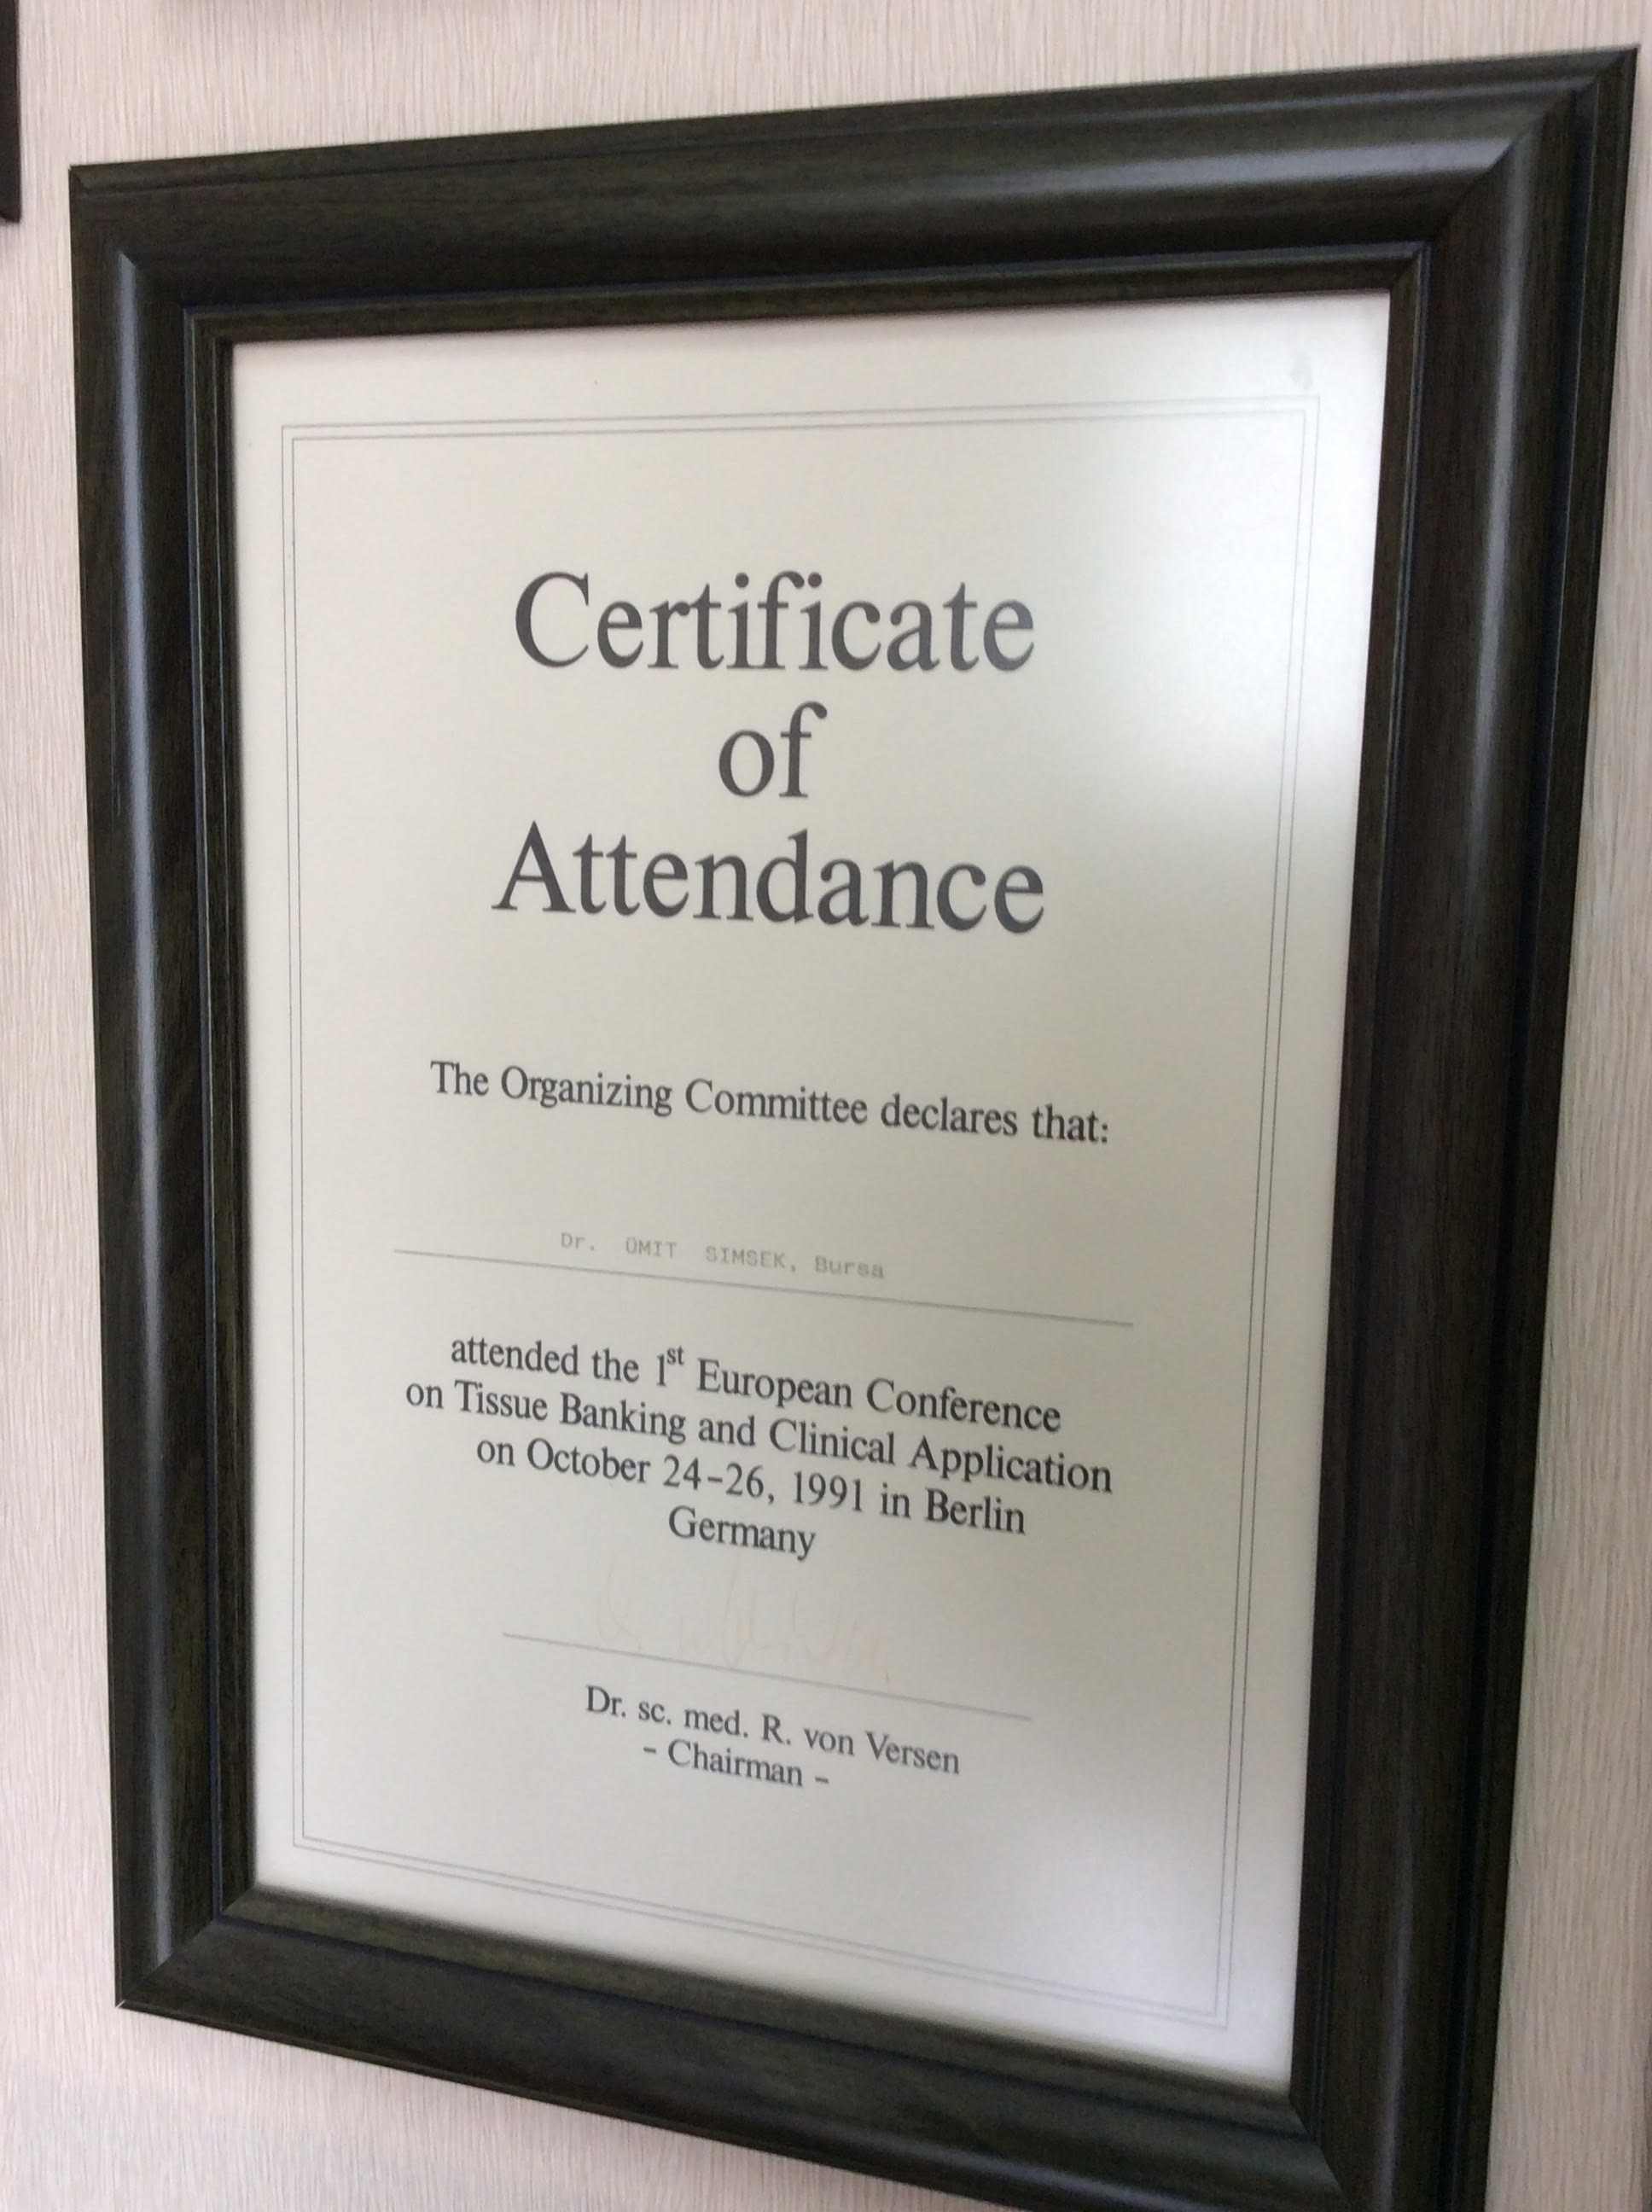 Certificate
of
Attendance
The Organizing Committee declares that:
Dr. ÜMIT SIMSEK, Bursa
attended the 1st European Conference
on Tissue Banking and Clinical Application
on October 24-26, 1991 in Berlin
Germany
Dr. sc. med. R. von Versen
- Chairman -